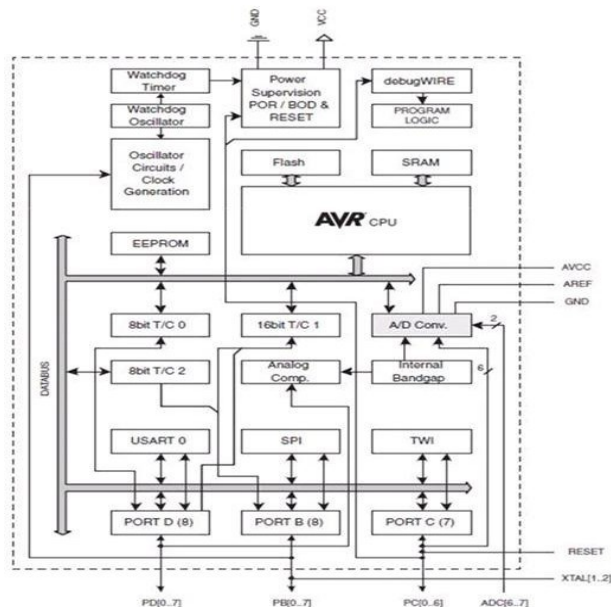 GND
VCC
Watchdog
Timer
Watchdog
Oscillator
Oscillator
Circuits /
Clock
Generation
Power
Supervision
POR / BOD &
RESET
debugWIRE
PROGRAM
LOGIC
Flash
SRAM
AVR CPU
EEPROM
AVCC
AREF
GND
8bit T/C 0
16bit T/C 1
A/D Conv.
2
DATABUS
8bit T/C 2
Analog
Comp.
Internal
Bandgap
6
USART 0
SPI
TWI
PORT D (8)
PORT B (8)
PORT C (7)
RESET
XTAL[1..2]
PD[0..7]
PB[0..7]
PC[0..6]
ADC[6..7]